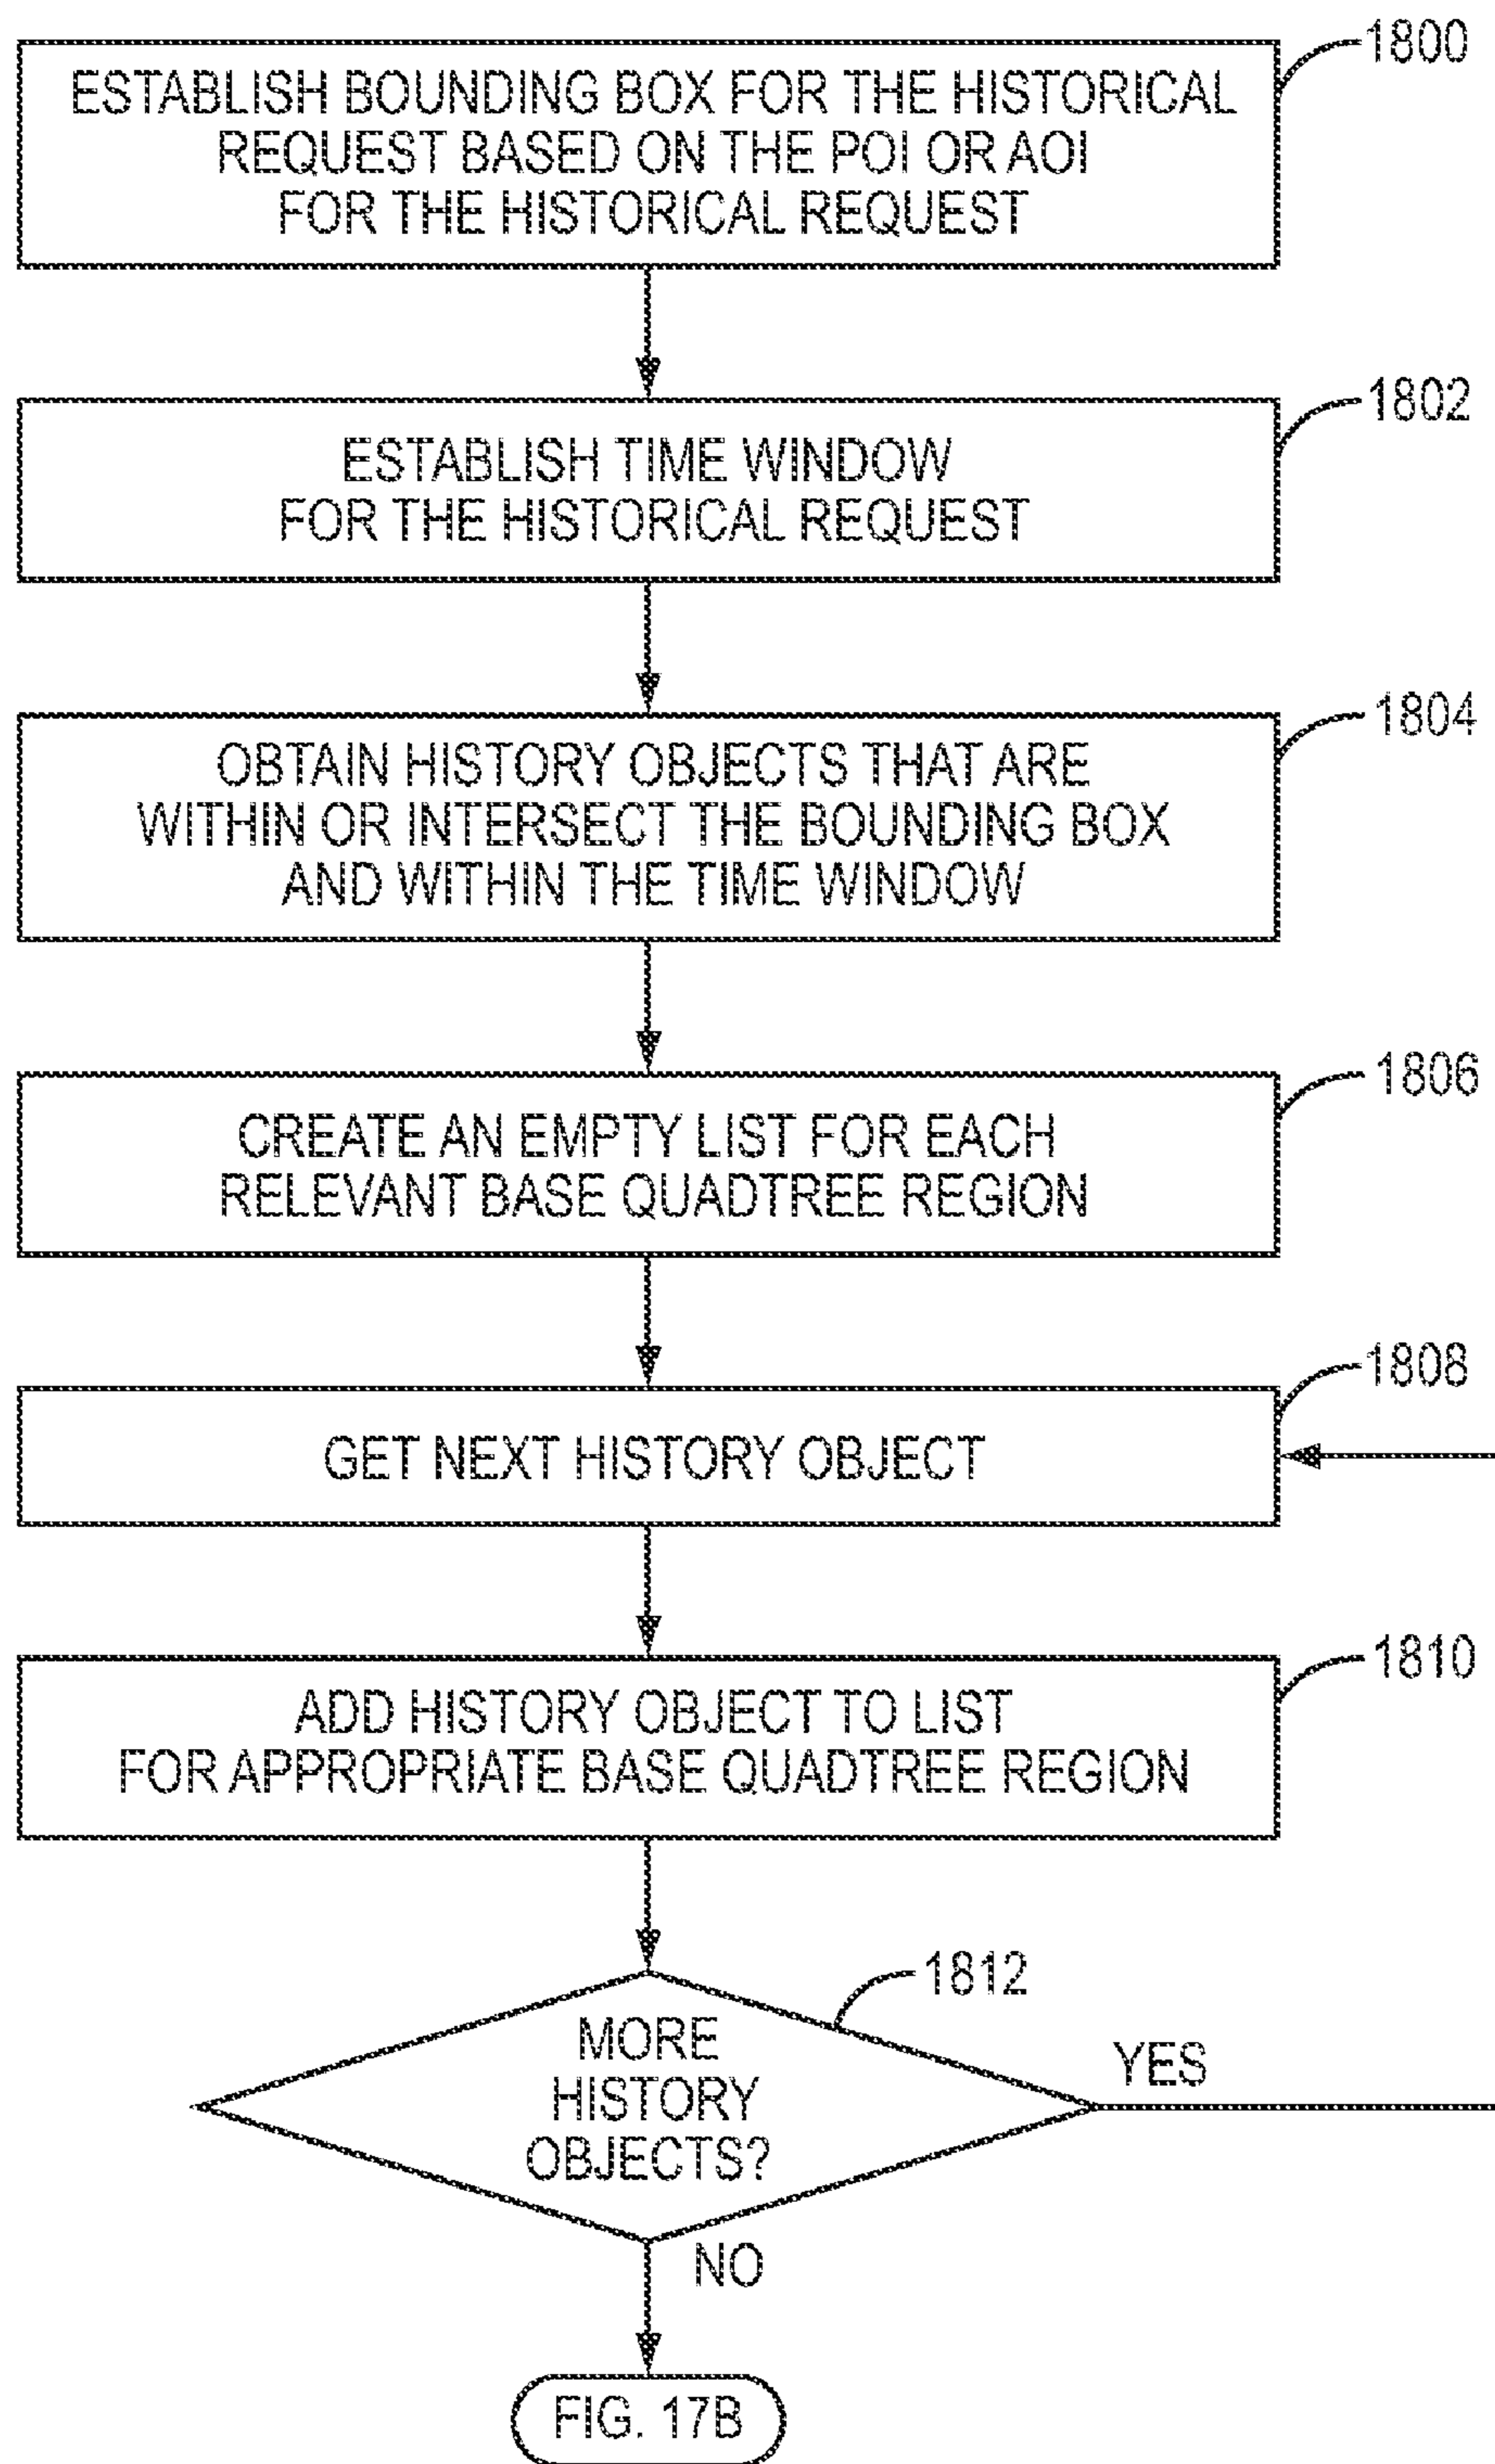 1800
ESTABLISH BOUNDING BOX FOR THE HISTORICAL
REQUEST BASED ON THE POI OR AOI
FOR THE HISTORICAL REQUEST
1802
ESTABLISH TIME WINDOW
FOR THE HISTORICAL REQUEST
1804
OBTAIN HISTORY OBJECTS THAT ARE
WITHIN OR INTERSECT THE BOUNDING BOX
AND WITHIN THE TIME WINDOW
1806
CREATE AN EMPTY LIST FOR EACH
RELEVANT BASE QUADTREE REGION
1808
GET NEXT HISTORY OBJECT
1810
ADD HISTORY OBJECT TO LIST
FOR APPROPRIATE BASE QUADTREE REGION
1812
MORE
HISTORY
OBJECTS?
YES
NO
FIG. 17B